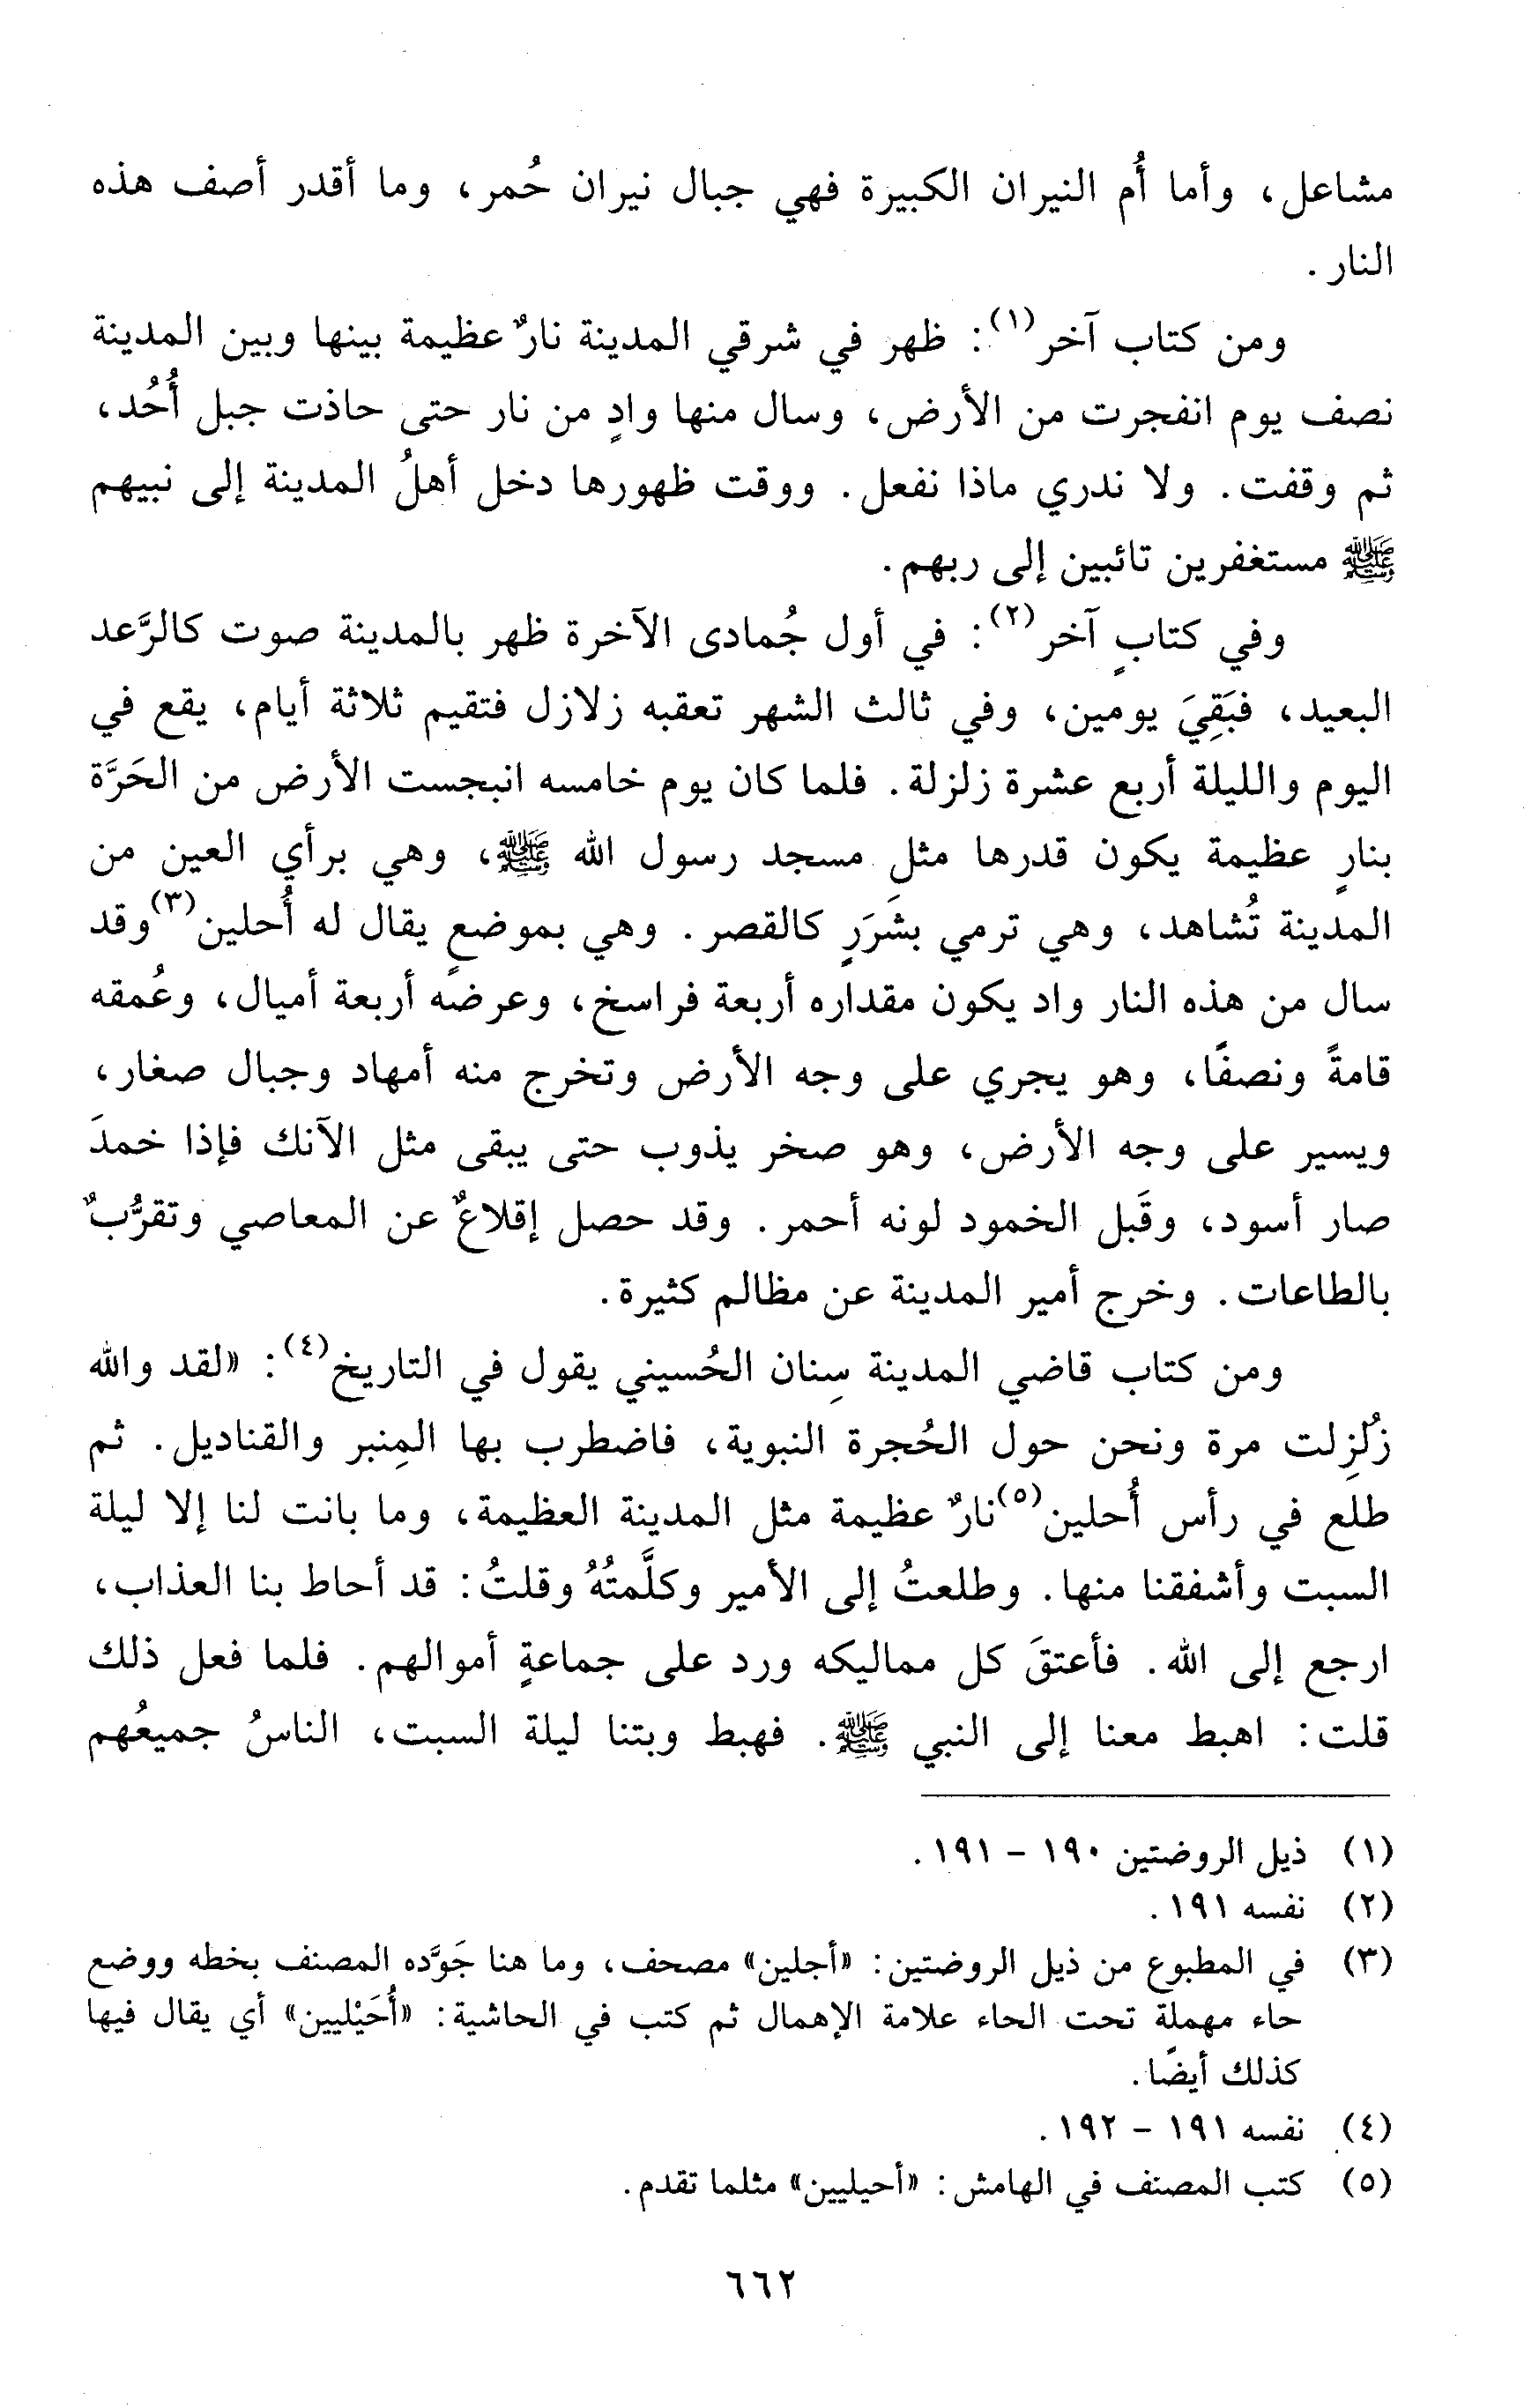 مشاعل، وأما أُم النيران الكبيرة فهي جبال نيران حُمر، وما أقدر أصف هذه
النار.
ومن كتاب آخر(١): ظهر في شرقي المدينة نارٌ عظيمة بينها وبين المدينة
نصف يوم انفجرت من الأرض، وسال منها وادٍ من نار حتى حاذت جبل أُحُد،
ثم وقفت. ولا ندري ماذا نفعل. ووقت ظهورها دخل أهلُ المدينة إلى نبيهم
ﷺ مستغفرين تائبين إلى ربهم.
وفي كتابٍ آخر(٢): في أول جُمادى الآخرة ظهر بالمدينة صوت كالرَّعد
البعيد، فبَقِيَ يومين، وفي ثالث الشهر تعقبه زلازل فتقيم ثلاثة أيام، يقع في
اليوم والليلة أربع عشرة زلزلة. فلما كان يوم خامسه انبجست الأرض من الحَرَّة
بنارٍ عظيمة يكون قدرها مثل مسجد رسول الله ﷺ، وهي برأي العين من
المدينة تُشاهد، وهي ترمي بشَرَرٍ كالقصر. وهي بموضعٍ يقال له أُحلين(٣) وقد
سال من هذه النار واد يكون مقداره أربعة فراسخ، وعرضه أربعة أميال، وعُمقه
قامةً ونصفًا، وهو يجري على وجه الأرض وتخرج منه أمهاد وجبال صغار،
ويسير على وجه الأرض، وهو صخر يذوب حتى يبقى مثل الآنك فإذا خمدَ
صار أسود، وقَبل الخمود لونه أحمر. وقد حصل إقلاعٌ عن المعاصي وتقرُّبٌ
بالطاعات. وخرج أمير المدينة عن مظالم كثيرة.
ومن كتاب قاضي المدينة سِنان الحُسيني يقول في التاريخ(٤): «لقد والله
زُلزِلت مرة ونحن حول الحُجرة النبوية، فاضطرب بها المِنبر والقناديل. ثم
طلع في رأس أُحلين(٥) نارٌ عظيمة مثل المدينة العظيمة، وما بانت لنا إلا ليلة
السبت وأشفقنا منها. وطلعتُ إلى الأمير وكلَّمتُهُ وقلتُ: قد أحاط بنا العذاب،
ارجع إلى الله. فأعتقَ كل مماليكه ورد على جماعةٍ أموالهم. فلما فعل ذلك
قلت: اهبط معنا إلى النبي ﷺ. فهبط وبتنا ليلة السبت، الناسُ جميعُهم
(١) ذيل الروضتين ١٩٠ - ١٩١.
(٢) نفسه ١٩١.
(٣) في المطبوع من ذيل الروضتين: «أجلين» مصحف، وما هنا جَوَّده المصنف بخطه ووضع
حاء مهملة تحت الحاء علامة الإهمال ثم كتب في الحاشية: «أُحَيْليين» أي يقال فيها
كذلك أيضًا.
(٤) نفسه ١٩١ - ١٩٢.
(٥) كتب المصنف في الهامش: «أحيليين» مثلما تقدم.
٦٦٢